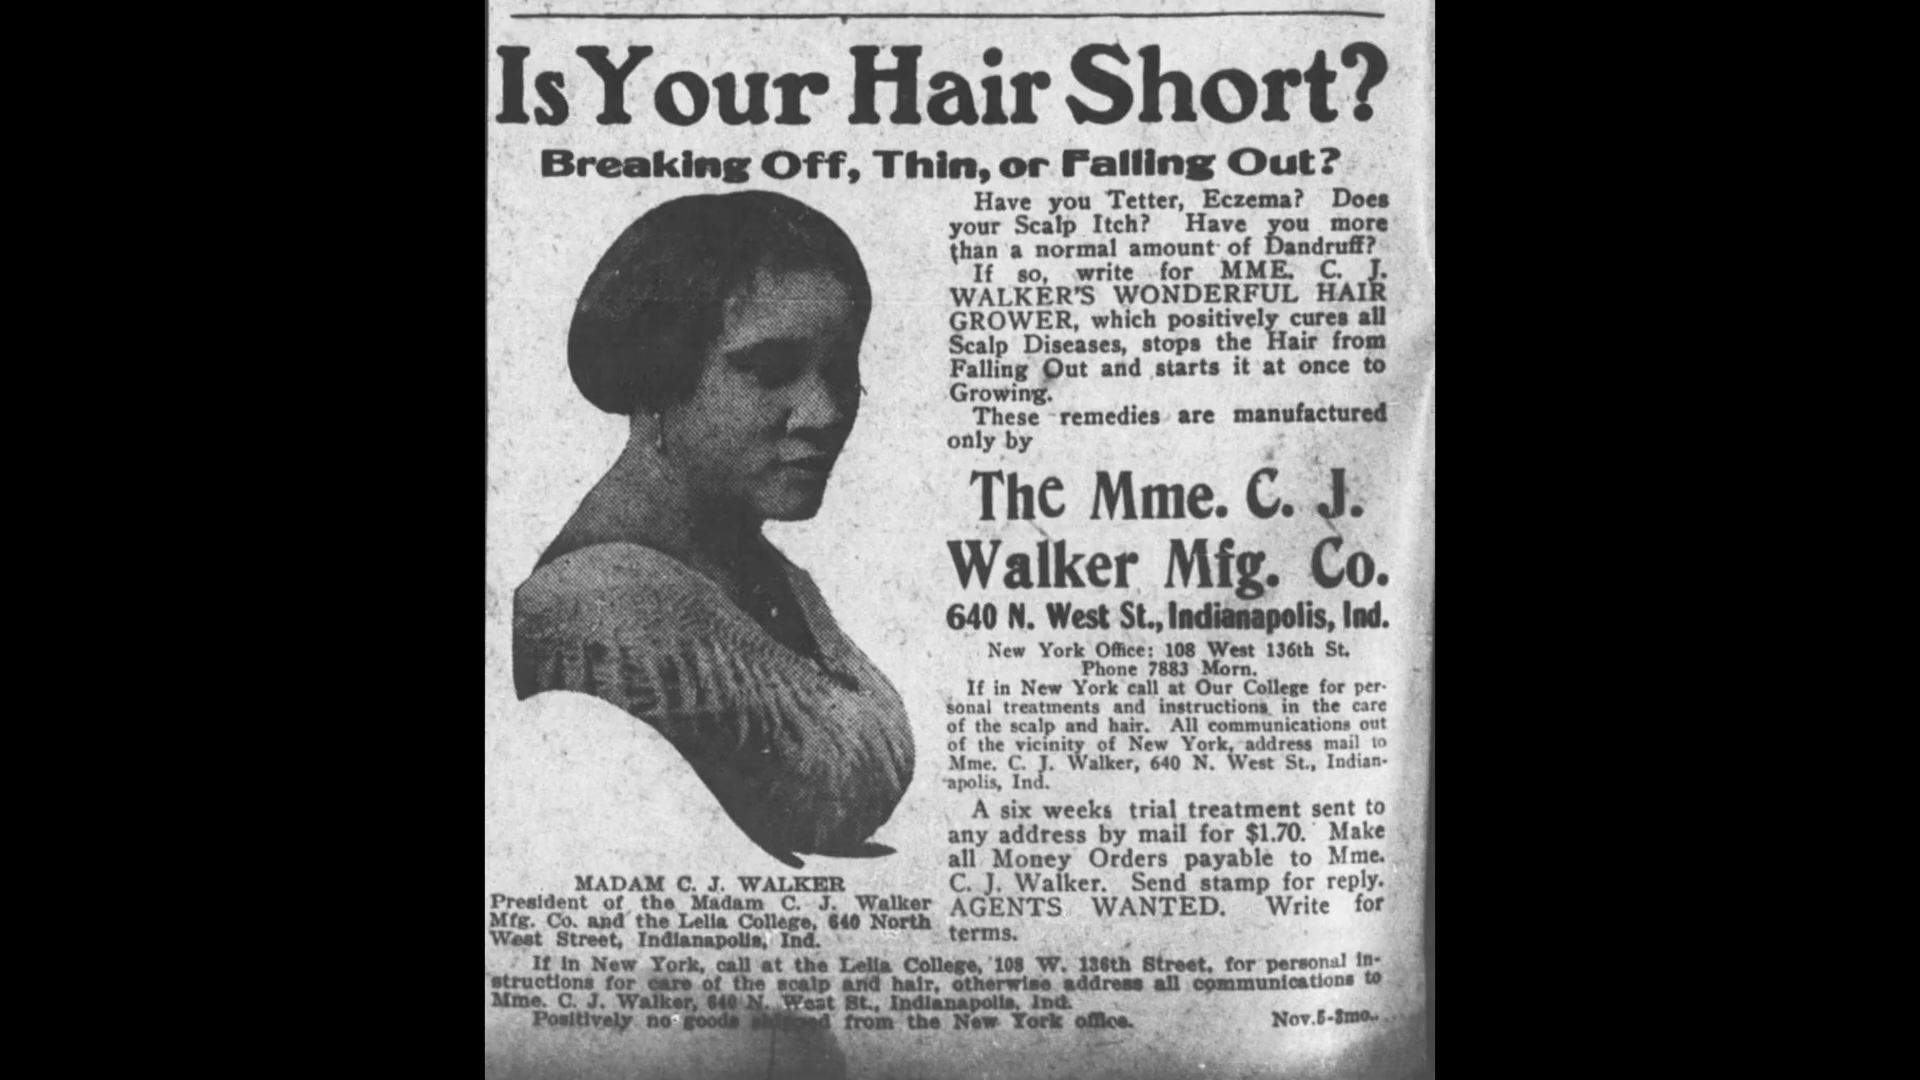 Is Your Hair Short?
Breaking Off, Thin, or Falling Out?
Have you Tetter, Eczema? Does
your Scalp Itch? Have you more
than a normal amount of Dandruff?
If so, write for MME. C. J.
WALKER'S WONDERFUL HAIR
GROWER, which positively cures all
Scalp Diseases, stops the Hair from
Falling Out and starts it at once to
Growing.
These remedies are manufactured
only by
The Mme. C. J.
Walker Mfg. Co.
640 N. West St., Indianapolis, Ind.
New York Office: 108 West 136th St.
Phone 7883 Morn.
If in New York call at Our College for per-
sonal treatments and instructions in the care
of the scalp and hair. All communications out
of the vicinity of New York, address mail to
Mme. C. J. Walker, 640 N. West St., Indian-
apolis, Ind.
A six weeks trial treatment sent to
any address by mail for $1.70. Make
all Money Orders payable to Mme.
C. J. Walker. Send stamp for reply.
AGENTS WANTED. Write for
terms.
MADAM C. J. WALKER
President of the Madam C. J. Walker
Mfg. Co. and the Lelia College, 640 North
West Street, Indianapolis, Ind.
If in New York, call at the Lelia College, 108 W. 136th Street, for personal in-
structions for care of the scalp and hair, otherwise address all communications to
Mme. C. J. Walker, 640 N. West St., Indianapolis, Ind.
Positively no goods from the New York office.
Nov.5-